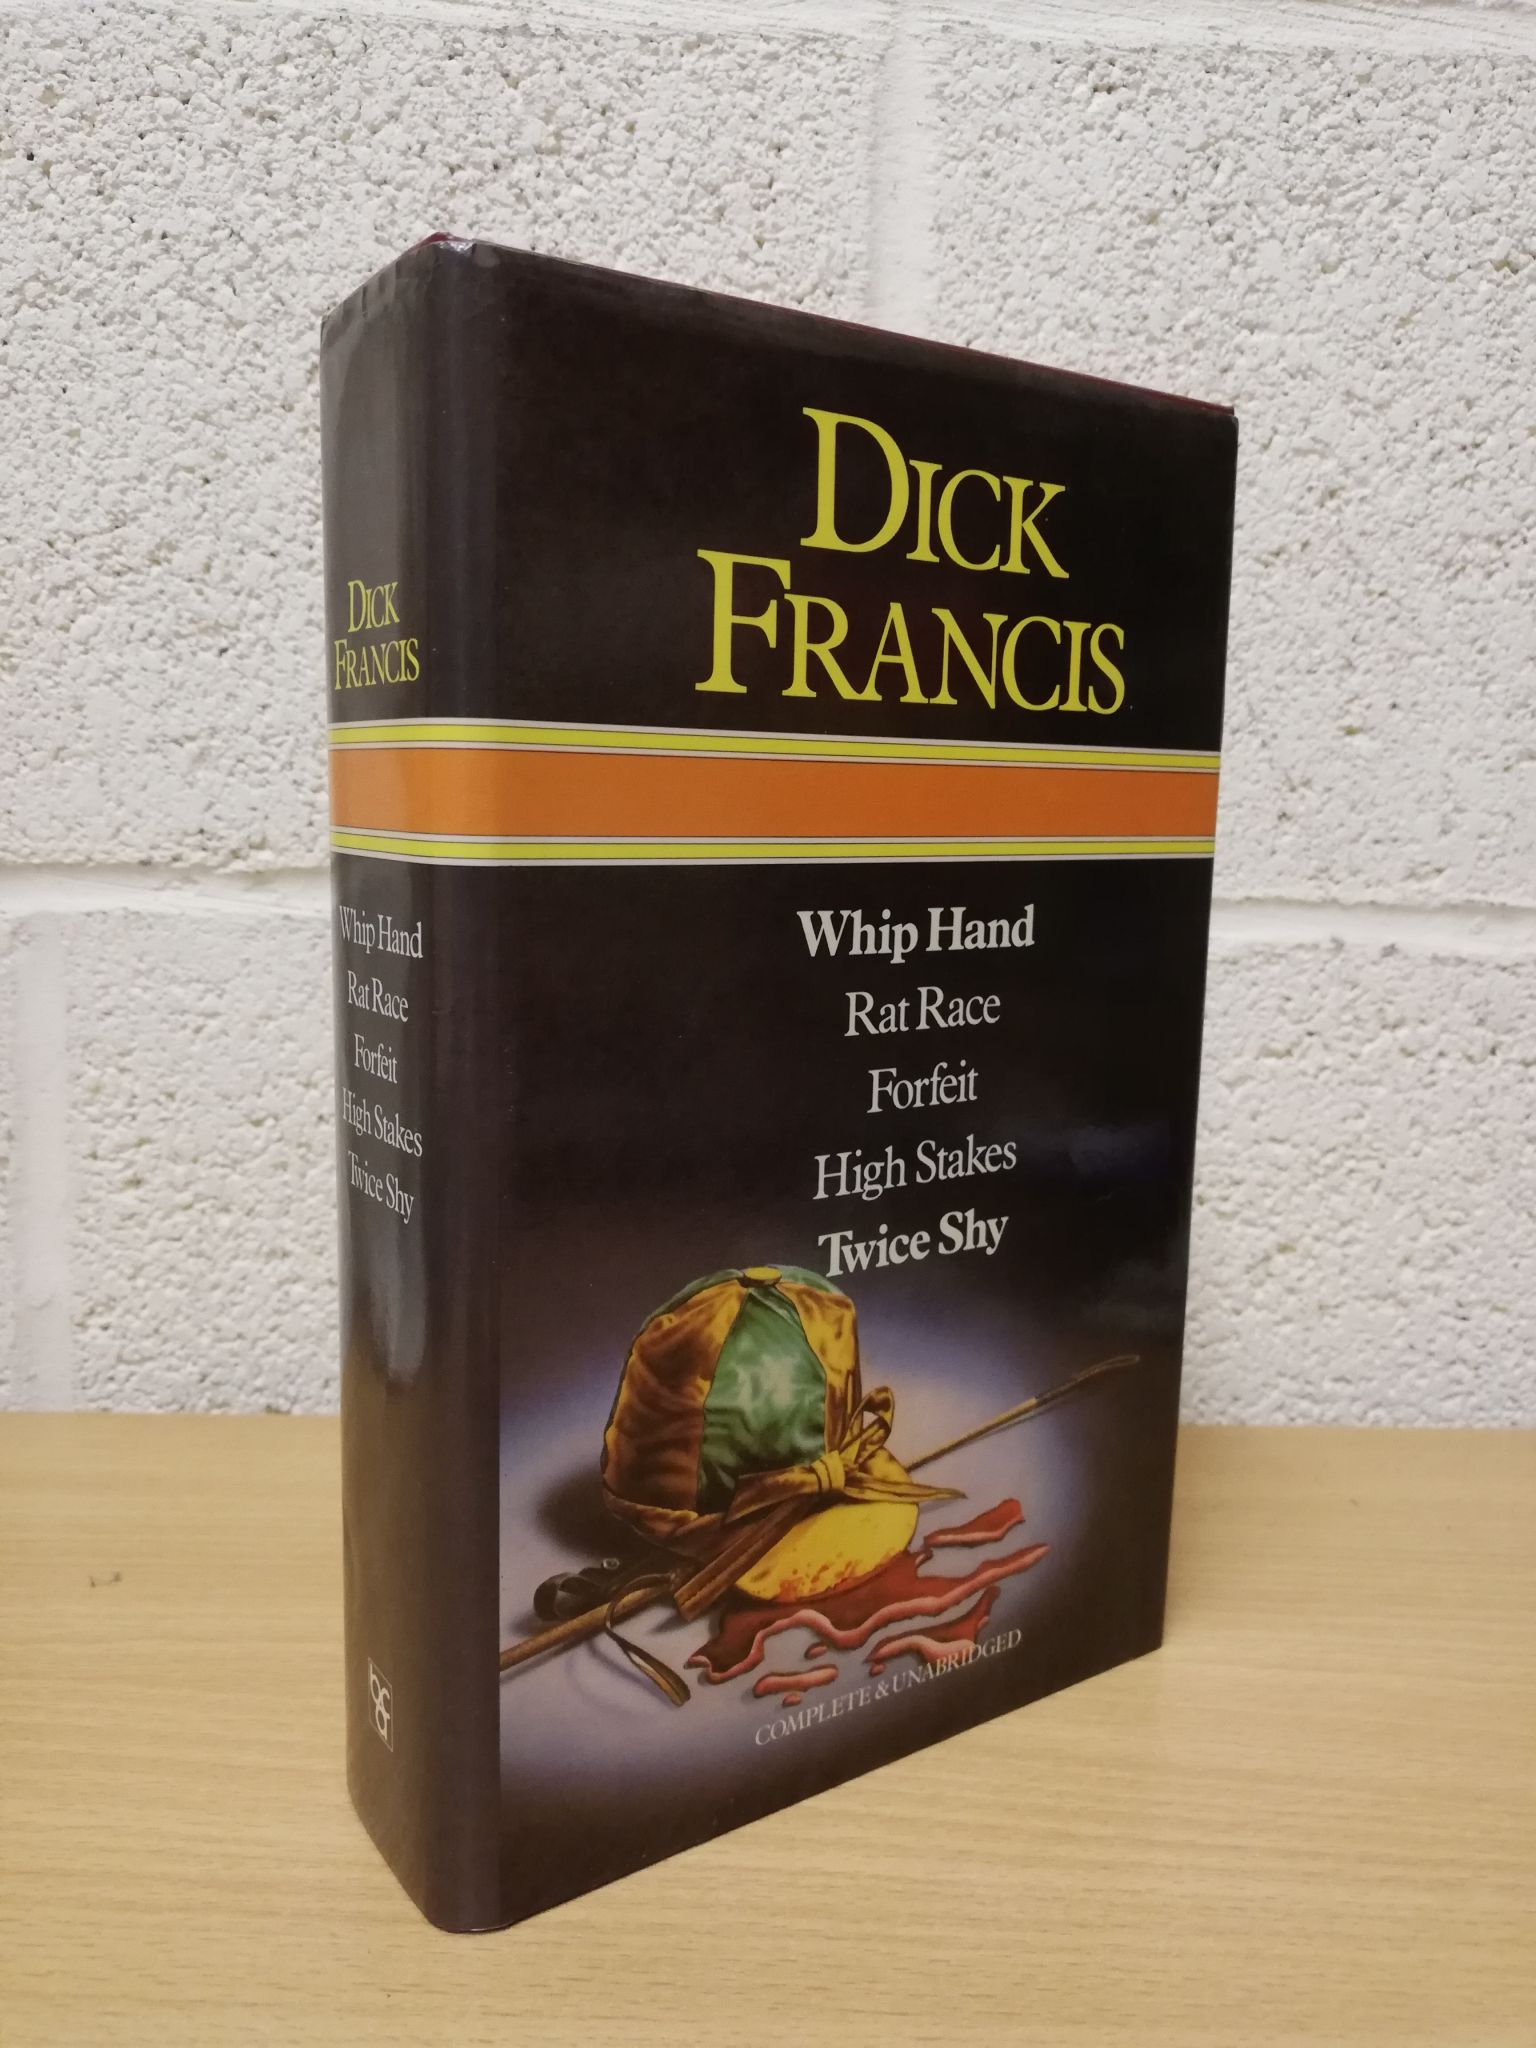 DICK
FRANCIS
Whip Hand
Rat Race
Forfeit
High Stakes
Twice Shy
DICK
FRANCIS
Whip Hand
Rat Race
Forfeit
High Stakes
Twice Shy
COMPLETE & UNABRIDGED